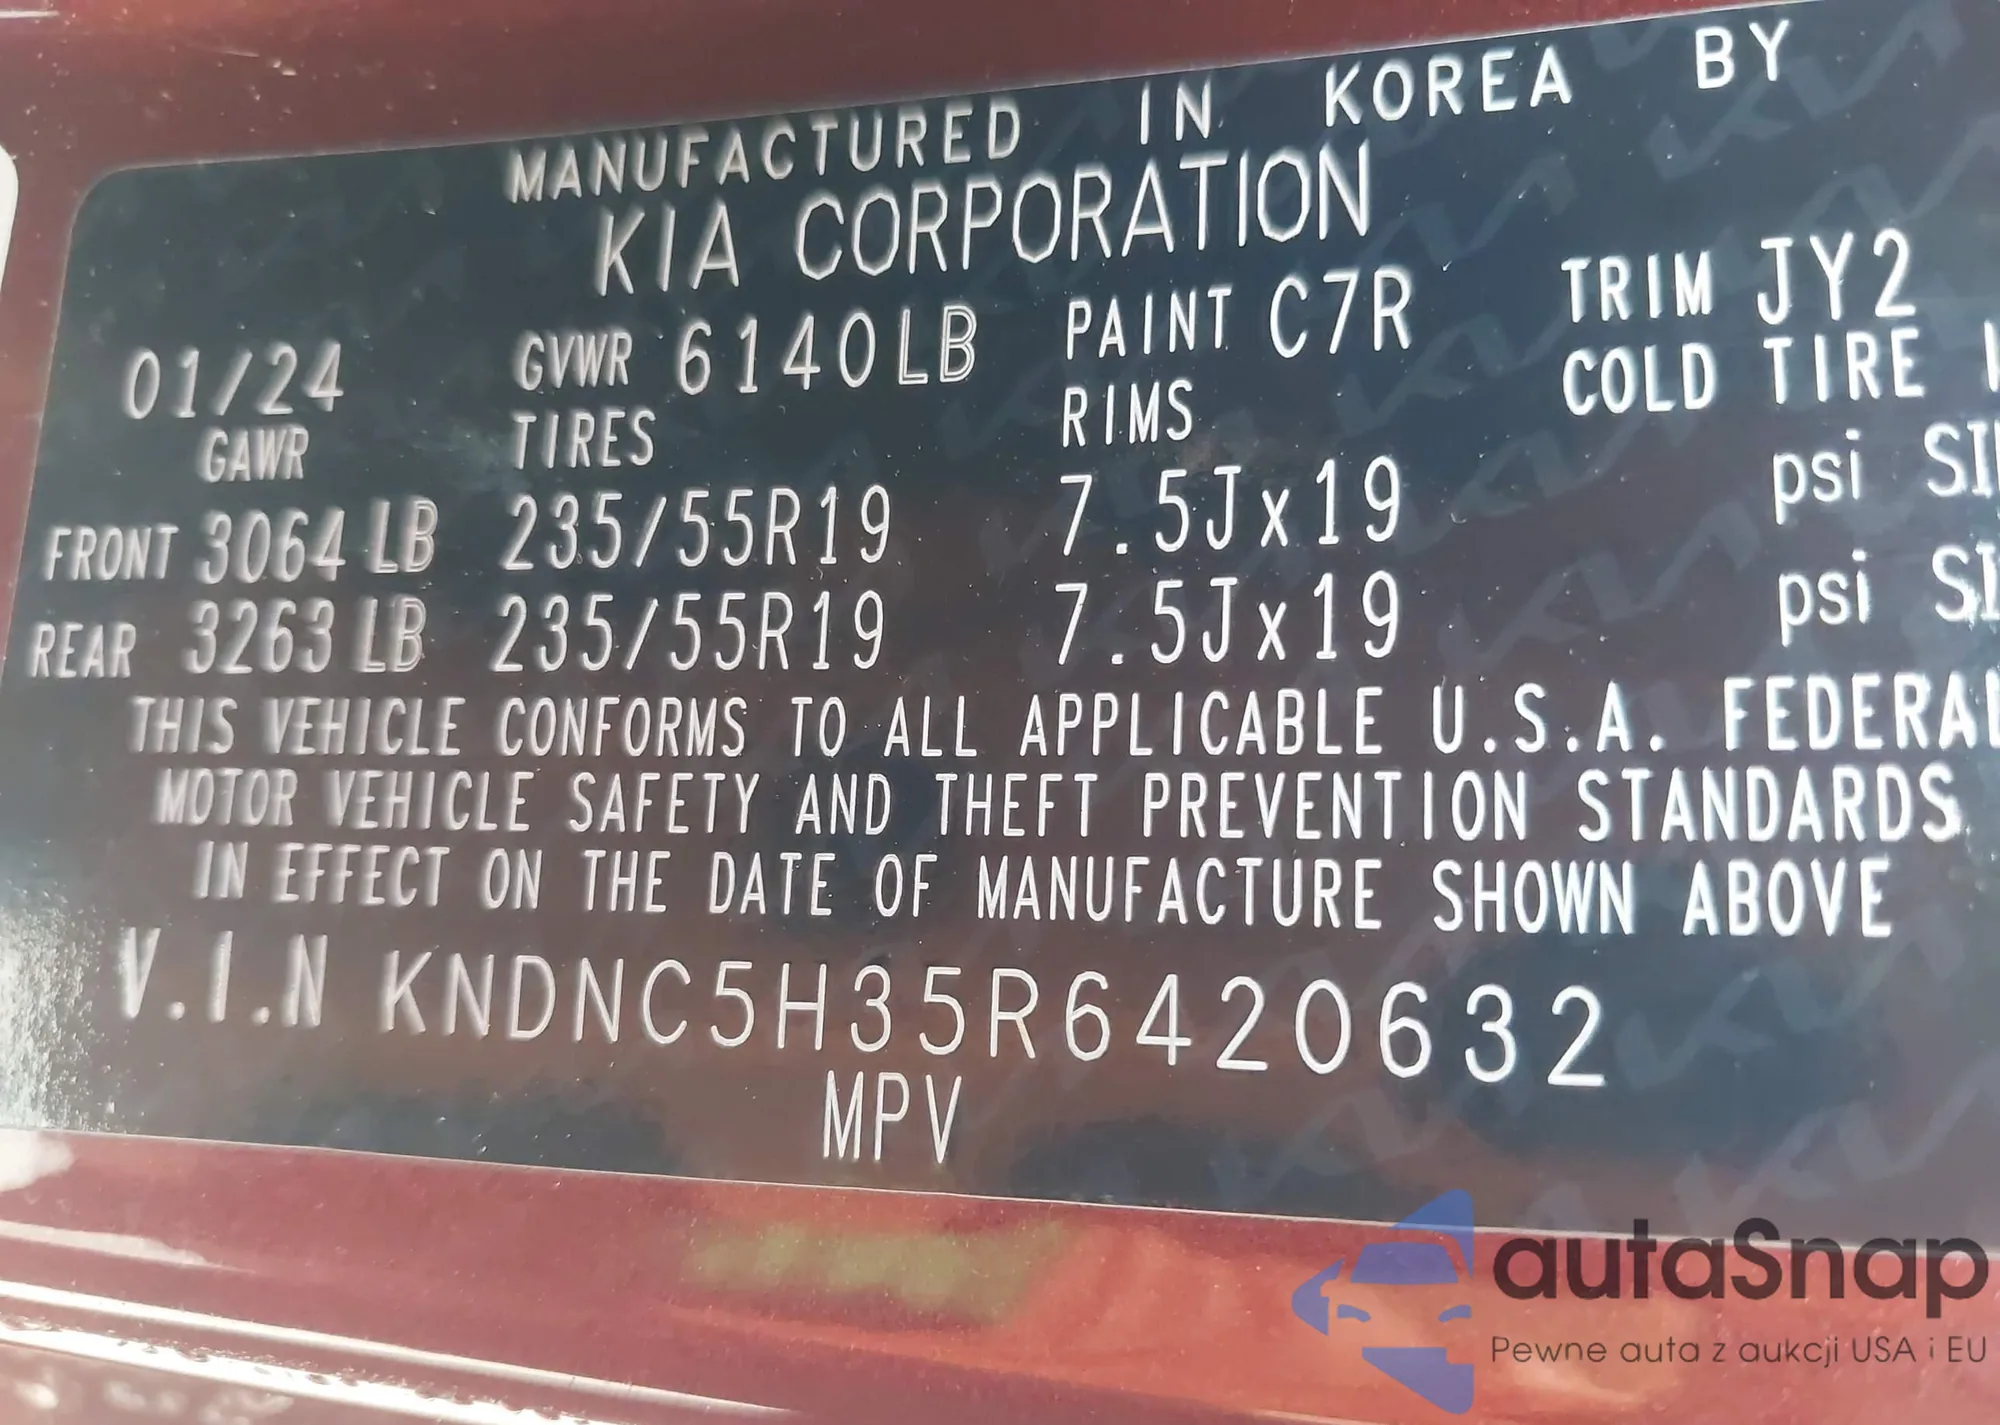 MANUFACTURED IN KOREA BY
KIA CORPORATION
01/24 GVWR 6140LB PAINT C7R TRIM JY2
GAWR TIRES RIMS COLD TIRE
FRONT 3064 LB 235/55R19 7.5Jx19 psi
REAR 3263 LB 235/55R19 7.5Jx19 psi
THIS VEHICLE CONFORMS TO ALL APPLICABLE U.S.A. FEDERAL
MOTOR VEHICLE SAFETY AND THEFT PREVENTION STANDARDS
IN EFFECT ON THE DATE OF MANUFACTURE SHOWN ABOVE
V.I.N KNDNC5H35R6420632
MPV
autaSnap
Pewne auta z aukcji USA i EU